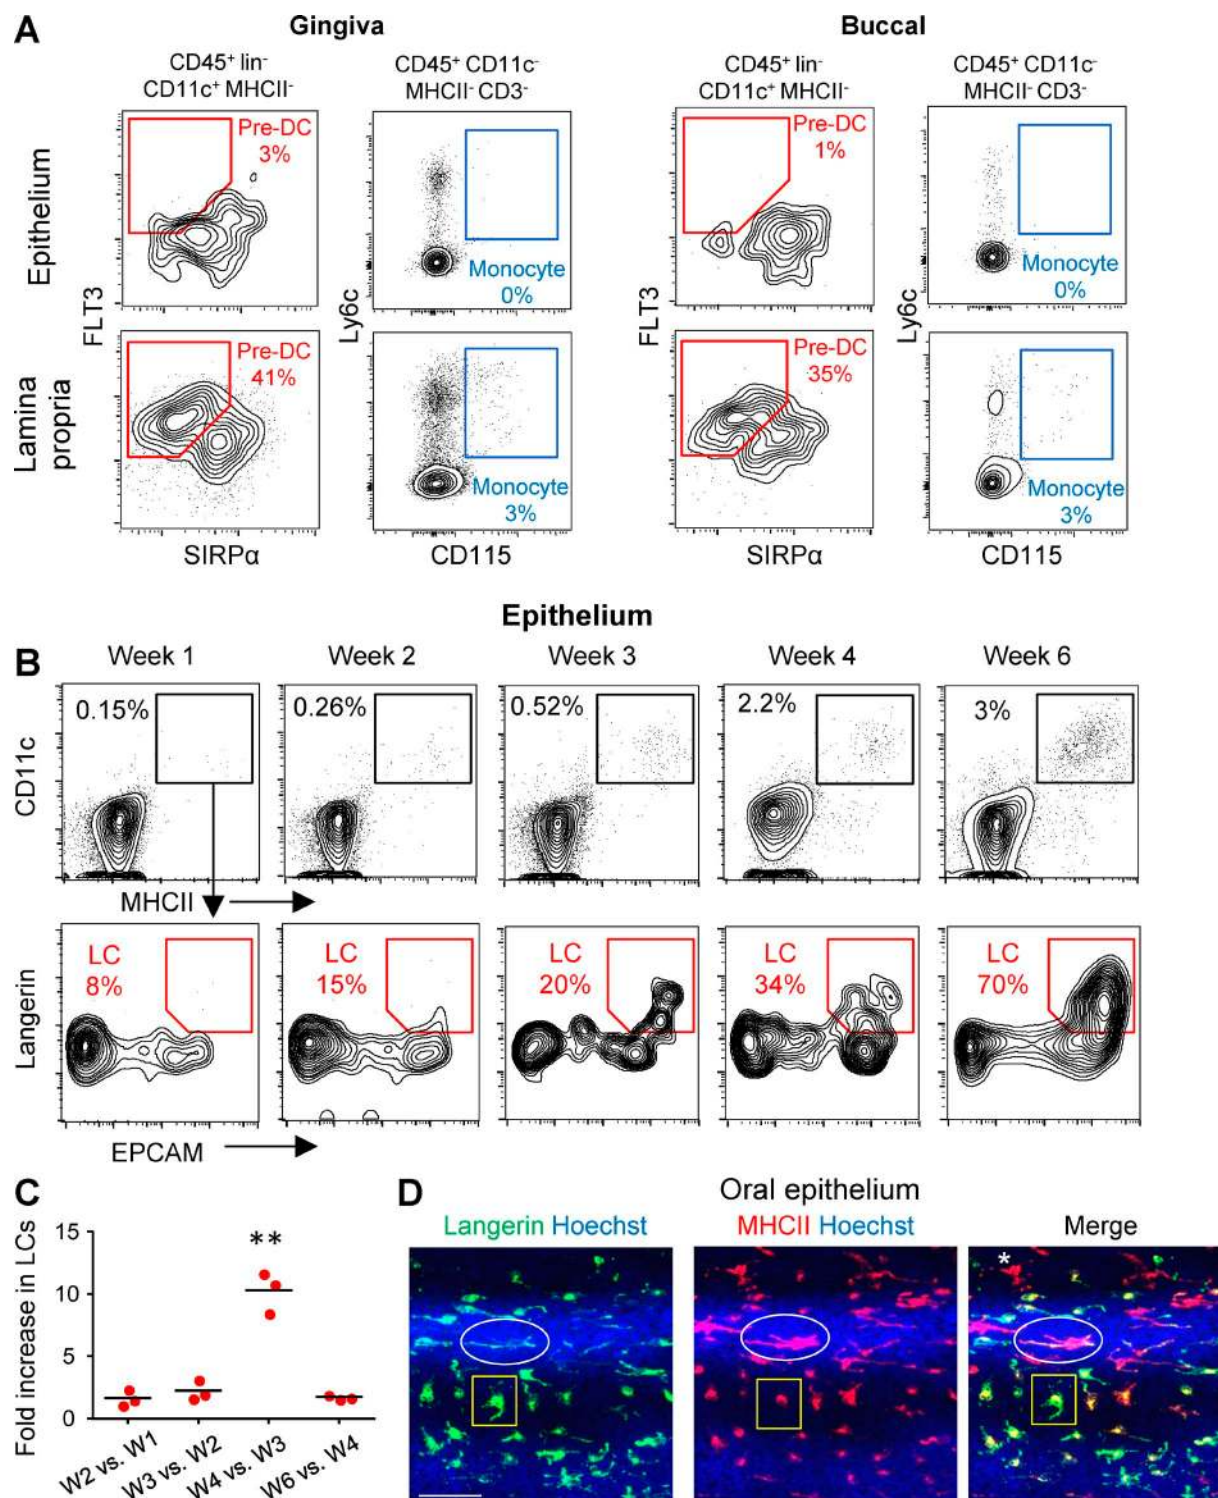 A
Gingiva
Buccal
CD45⁺ lin⁻
CD11c⁺ MHCII⁻
CD45⁺ CD11c⁻
MHCII⁻ CD3⁻
CD45⁺ lin⁻
CD11c⁺ MHCII⁻
CD45⁺ CD11c⁻
MHCII⁻ CD3⁻
Epithelium
Pre-DC
3%
Monocyte
0%
Pre-DC
1%
Monocyte
0%
FLT3
Ly6c
FLT3
Ly6c
Lamina
propria
Pre-DC
41%
Monocyte
3%
Pre-DC
35%
Monocyte
3%
SIRPα
CD115
SIRPα
CD115
Epithelium
B
Week 1
Week 2
Week 3
Week 4
Week 6
CD11c
0.15%
0.26%
0.52%
2.2%
3%
MHCII
Langerin
LC
8%
LC
15%
LC
20%
LC
34%
LC
70%
EPCAM
C
Fold increase in LCs
15
10
5
0
**
W2 vs. W1
W3 vs. W2
W4 vs. W3
W6 vs. W4
D
Oral epithelium
Langerin Hoechst
MHCII Hoechst
Merge
*